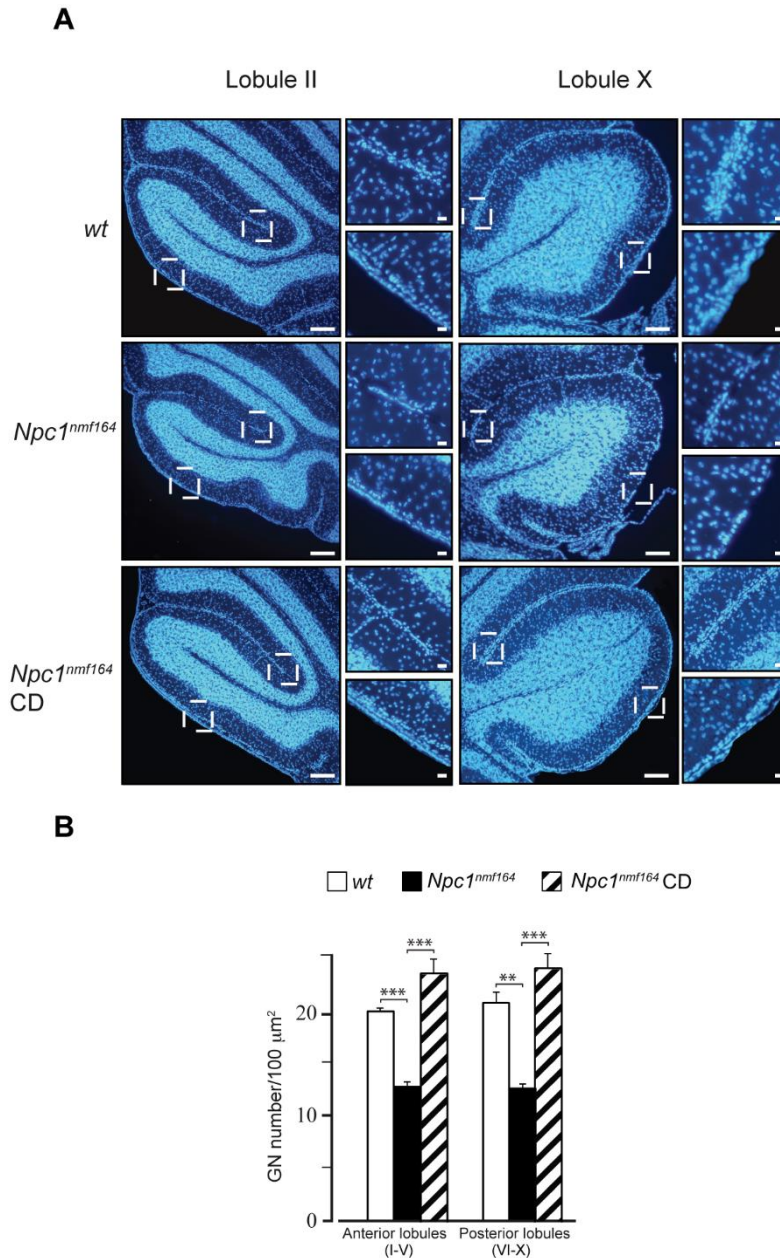 A
Lobule II Lobule X
wt
Npc1nmf164
Npc1nmf164
CD
B
wt Npc1nmf164 Npc1nmf164 CD
GN number/100 µm2
20
10
0
*** *** ** ***
Anterior lobules Posterior lobules
(I-V) (VI-X)